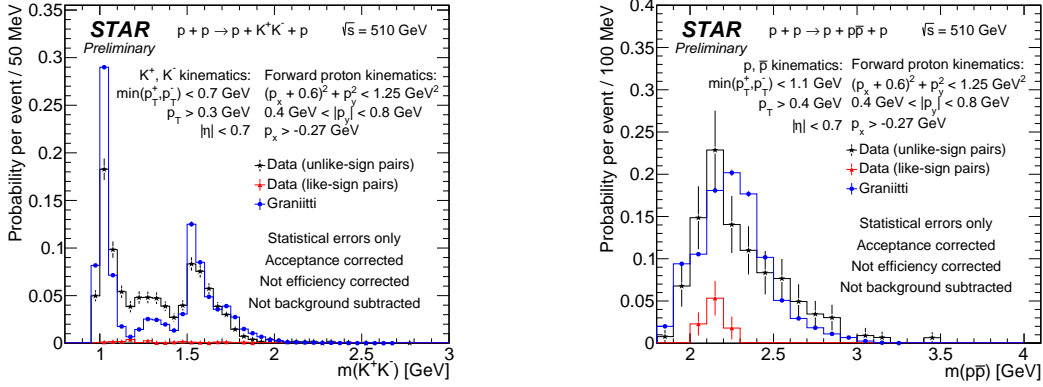 STAR p + p → p + K⁺K⁻ + p √s = 510 GeV
Preliminary
K⁺, K⁻ kinematics: Forward proton kinematics:
min(p_T⁺,p_T⁻) < 0.7 GeV (p_x + 0.6)² + p_y² < 1.25 GeV²
p_T > 0.3 GeV 0.4 GeV < |p_y| < 0.8 GeV
|η| < 0.7 p_x > -0.27 GeV
Data (unlike-sign pairs)
Data (like-sign pairs)
Graniitti
Statistical errors only
Acceptance corrected
Not efficiency corrected
Not background subtracted
Probability per event / 50 MeV
0.35
0.3
0.25
0.2
0.15
0.1
0.05
0
1 1.5 2 2.5 3
m(K⁺K⁻) [GeV]
STAR p + p → p + pp̅ + p √s = 510 GeV
Preliminary
p, p̅ kinematics: Forward proton kinematics:
min(p_T⁺,p_T⁻) < 1.1 GeV (p_x + 0.6)² + p_y² < 1.25 GeV²
p_T > 0.4 GeV 0.4 GeV < |p_y| < 0.8 GeV
|η| < 0.7 p_x > -0.27 GeV
Data (unlike-sign pairs)
Data (like-sign pairs)
Graniitti
Statistical errors only
Acceptance corrected
Not efficiency corrected
Not background subtracted
Probability per event / 100 MeV
0.4
0.35
0.3
0.25
0.2
0.15
0.1
0.05
0
2 2.5 3 3.5 4
m(pp̅) [GeV]